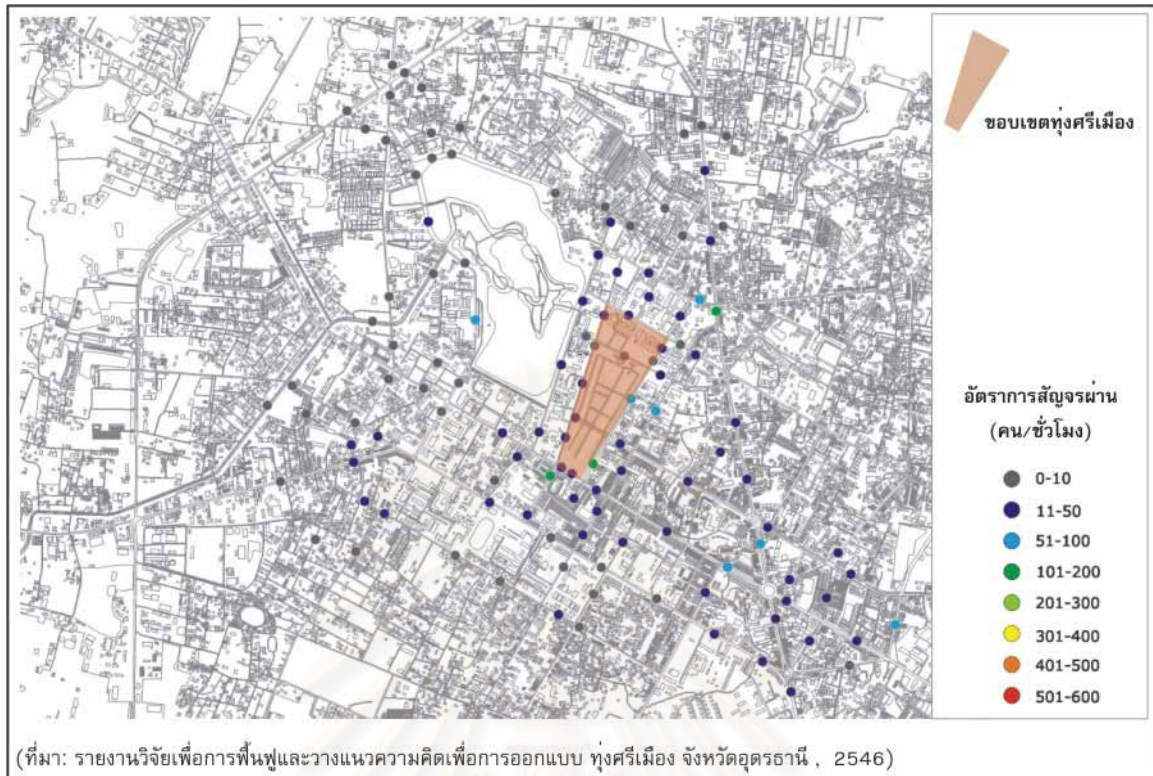 ขอบเขตทุ่งศรีเมือง
อัตราการสัญจรผ่าน
(คน/ชั่วโมง)
0-10
11-50
51-100
101-200
201-300
301-400
401-500
501-600
(ที่มา: รายงานวิจัยเพื่อการฟื้นฟูและวางแนวความคิดเพื่อการออกแบบ ทุ่งศรีเมือง จังหวัดอุดรธานี , 2546)